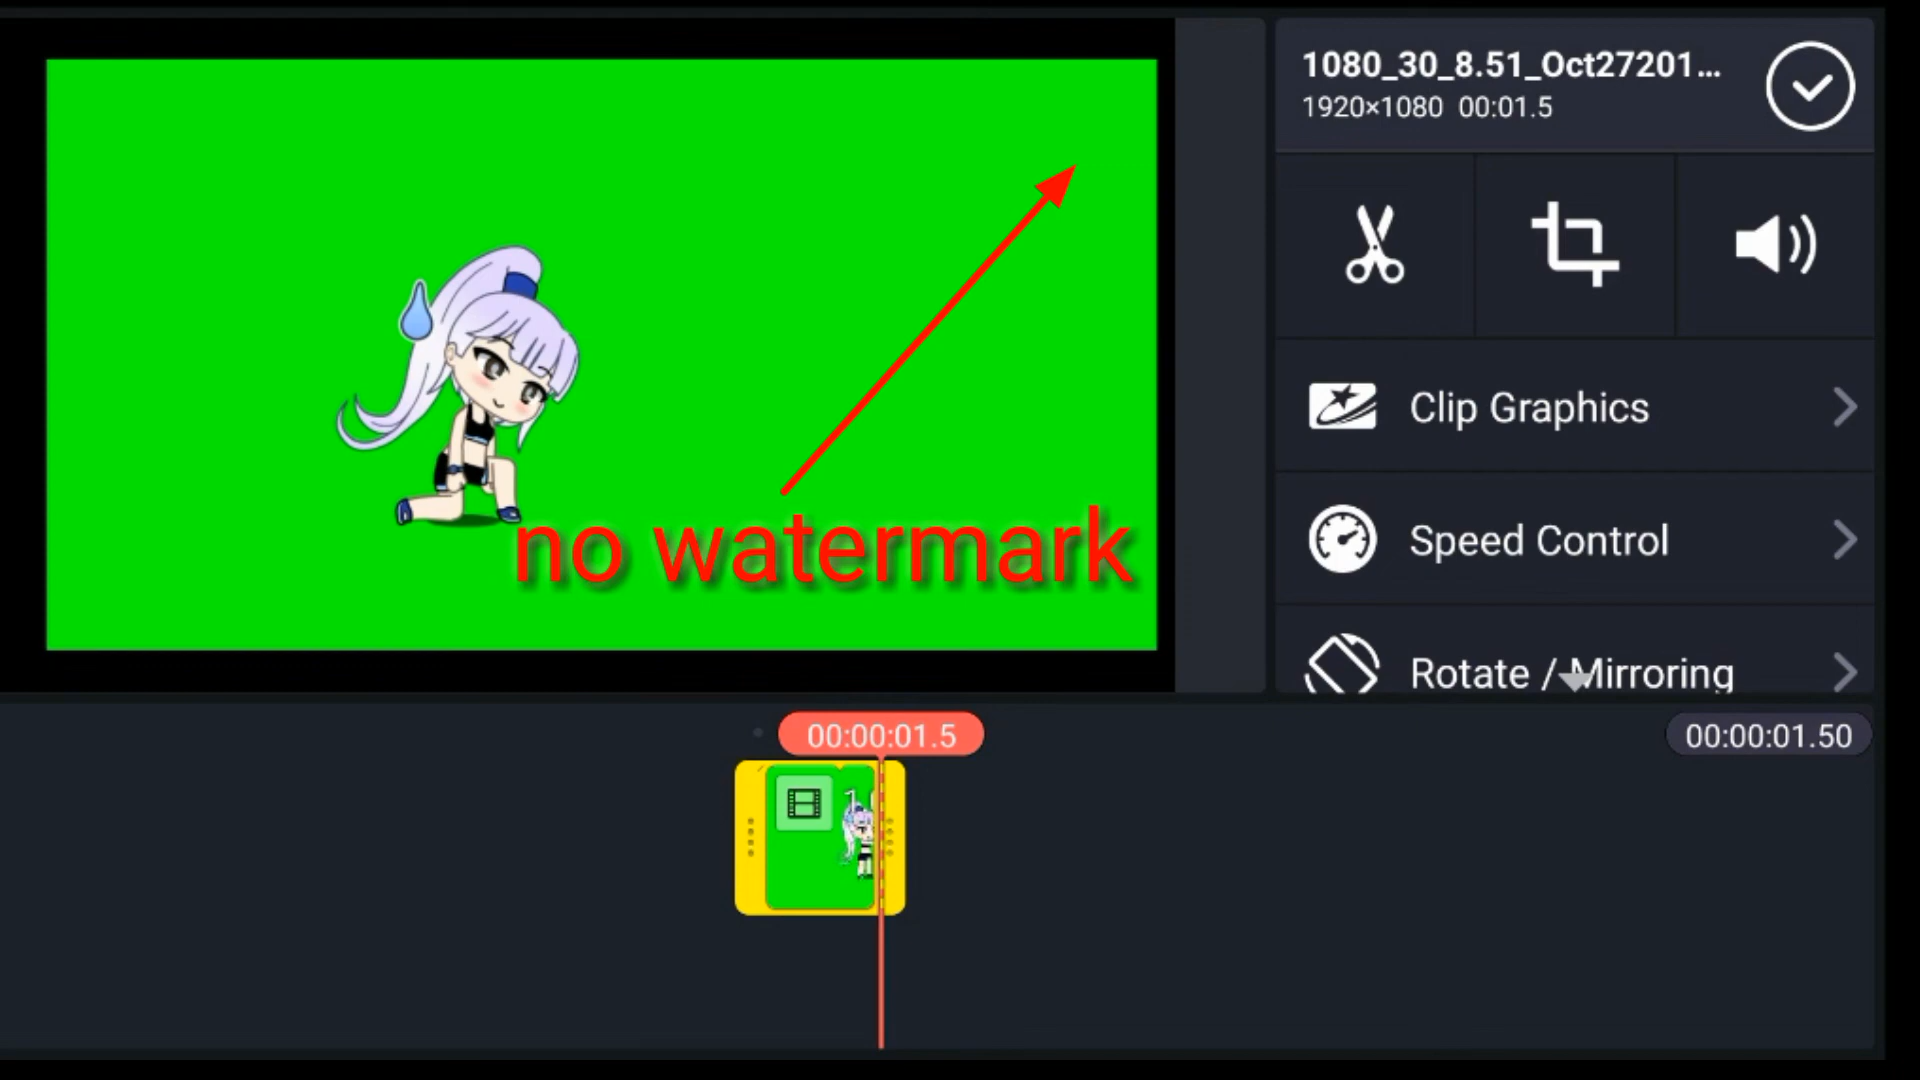 1080_30_8.51_Oct27201...
1920×1080 00:01.5
no watermark
Clip Graphics
Speed Control
Rotate / Mirroring
00:00:01.5
00:00:01.50